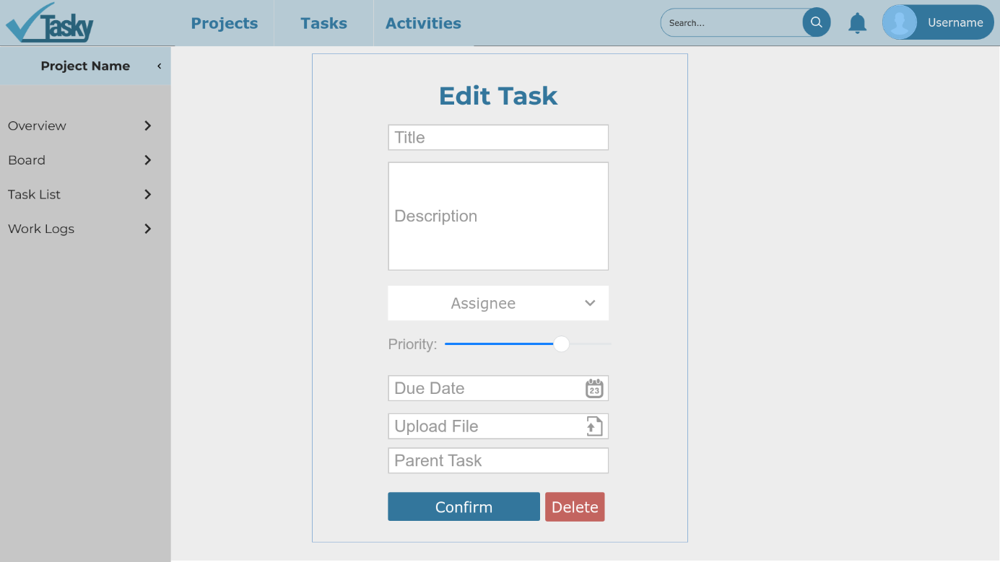 Tasky
Projects
Tasks
Activities
Search...
Username
Project Name
Overview
Board
Task List
Work Logs
Edit Task
Title
Description
Assignee
Priority:
Due Date
23
Upload File
Parent Task
Confirm
Delete